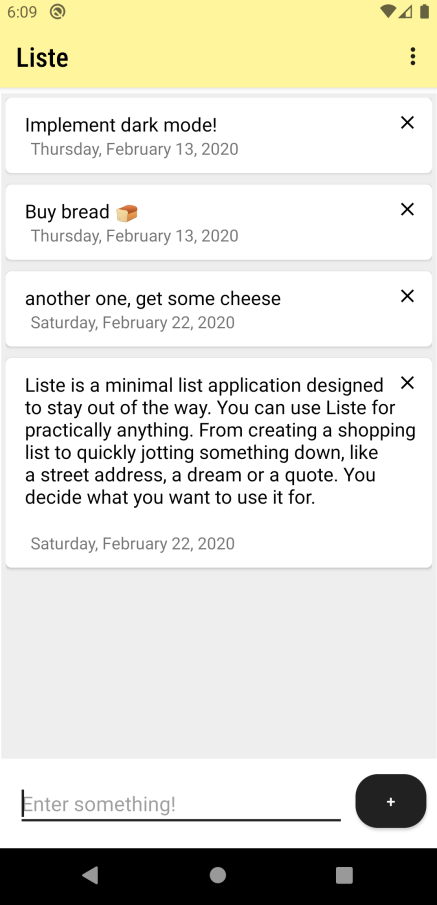 6:09
Liste
Implement dark mode!
Thursday, February 13, 2020
Buy bread 🍞
Thursday, February 13, 2020
another one, get some cheese
Saturday, February 22, 2020
Liste is a minimal list application designed
to stay out of the way. You can use Liste for
practically anything. From creating a shopping
list to quickly jotting something down, like
a street address, a dream or a quote. You
decide what you want to use it for.
Saturday, February 22, 2020
Enter something!
+